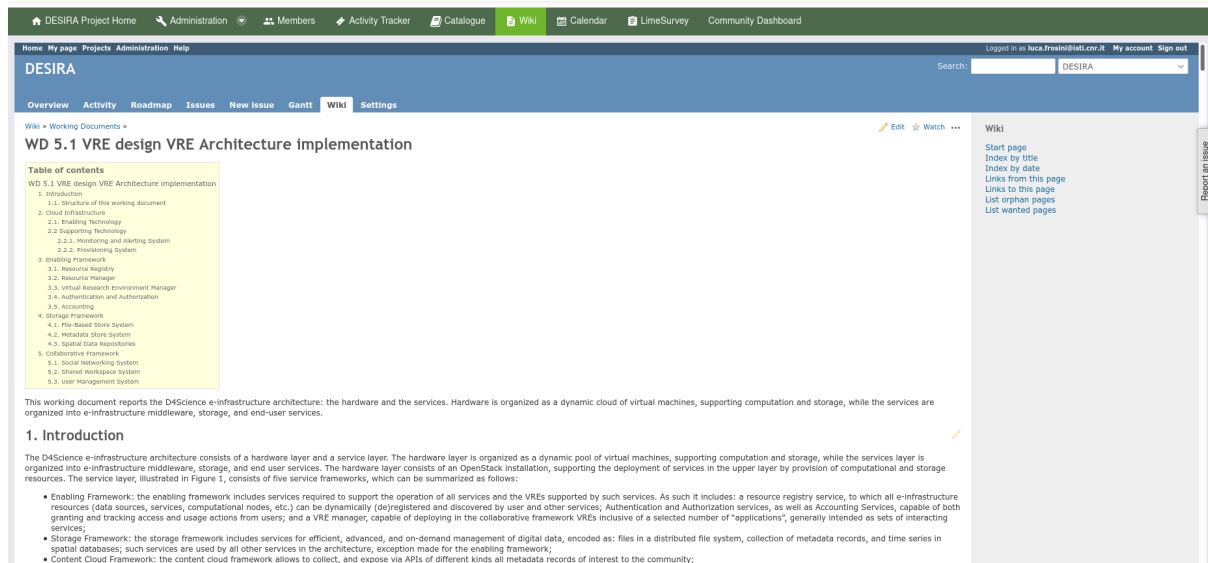 DESIRA Project Home Administration Members Activity Tracker Catalogue Wiki Calendar LimeSurvey Community Dashboard
Home My page Projects Administration Help
Logged in as luca.frosini@isti.cnr.it My account Sign out
DESIRA
Search: DESIRA
Overview Activity Roadmap Issues New issue Gantt Wiki Settings
Wiki » Working Documents »
Edit Watch •••
WD 5.1 VRE design VRE Architecture implementation
Table of contents
WD 5.1 VRE design VRE Architecture implementation
1. Introduction
1.1. Structure of this working document
2. Cloud Infrastructure
2.1. Enabling Technology
2.2 Supporting Technology
2.2.1. Monitoring and Alerting System
2.2.2. Provisioning System
3. Enabling Framework
3.1. Resource Registry
3.2. Resource Manager
3.3. Virtual Research Environment Manager
3.4. Authentication and Authorization
3.5. Accounting
4. Storage Framework
4.1. File-Based Store System
4.2. Metadata Store System
4.3. Spatial Data Repositories
5. Collaborative Framework
5.1. Social Networking System
5.2. Shared Workspace System
5.3. User Management System
This working document reports the D4Science e-infrastructure architecture: the hardware and the services. Hardware is organized as a dynamic cloud of virtual machines, supporting computation and storage, while the services are
organized into e-infrastructure middleware, storage, and end-user services.
1. Introduction
The D4Science e-infrastructure architecture consists of a hardware layer and a service layer. The hardware layer is organized as a dynamic pool of virtual machines, supporting computation and storage, while the services layer is
organized into e-infrastructure middleware, storage, and end user services. The hardware layer consists of an OpenStack installation, supporting the deployment of services in the upper layer by provision of computational and storage
resources. The service layer, illustrated in Figure 1, consists of five service frameworks, which can be summarized as follows:
• Enabling Framework: the enabling framework includes services required to support the operation of all services and the VREs supported by such services. As such it includes: a resource registry service, to which all e-infrastructure
resources (data sources, services, computational nodes, etc.) can be dynamically (de)registered and discovered by user and other services; Authentication and Authorization services, as well as Accounting Services, capable of both
granting and tracking access and usage actions from users; and a VRE manager, capable of deploying in the collaborative framework VREs inclusive of a selected number of “applications”, generally intended as sets of interacting
services;
• Storage Framework: the storage framework includes services for efficient, advanced, and on-demand management of digital data, encoded as: files in a distributed file system, collection of metadata records, and time series in
spatial databases; such services are used by all other services in the architecture, exception made for the enabling framework;
• Content Cloud Framework: the content cloud framework allows to collect, and expose via APIs of different kinds all metadata records of interest to the community;
Wiki
Start page
Index by title
Index by date
Links from this page
Links to this page
List orphan pages
List wanted pages
Report an issue